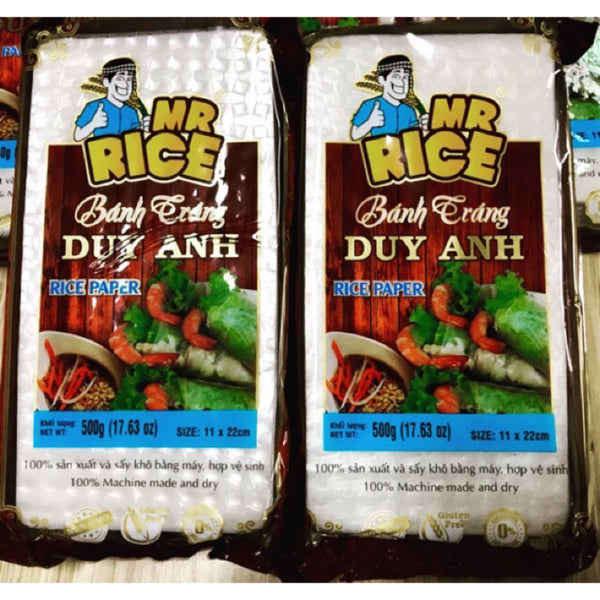 MR
RICE
Bánh Tráng
DUY ANH
RICE PAPER
Khối lượng:
NET WT: 500g (17.63 oz) SIZE: 11 x 22cm
100% sản xuất và sấy khô bằng máy, hợp vệ sinh
100% Machine made and dry
Gluten
Free
0%
MR
RICE
Bánh Tráng
DUY ANH
RICE PAPER
Khối lượng:
NET WT: 500g (17.63 oz) SIZE: 11 x 22cm
100% sản xuất và sấy khô bằng máy, hợp vệ sinh
100% Machine made and dry
Gluten
Free
0%
SIZE: 11